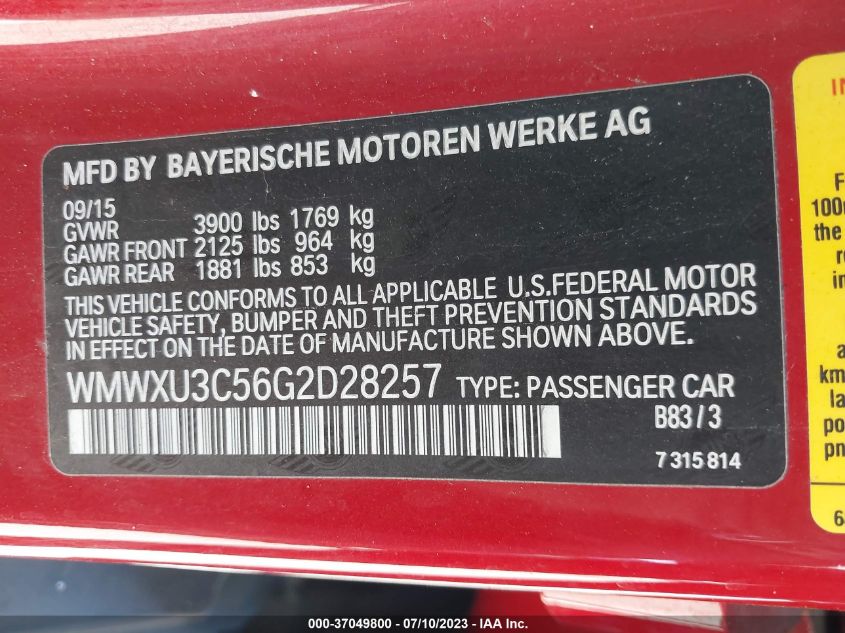 MFD BY BAYERISCHE MOTOREN WERKE AG
09/15
GVWR 3900 lbs 1769 kg
GAWR FRONT 2125 lbs 964 kg
GAWR REAR 1881 lbs 853 kg
THIS VEHICLE CONFORMS TO ALL APPLICABLE U.S.FEDERAL MOTOR
VEHICLE SAFETY, BUMPER AND THEFT PREVENTION STANDARDS
IN EFFECT ON THE DATE OF MANUFACTURE SHOWN ABOVE.
WMWXU3C56G2D28257 TYPE: PASSENGER CAR
B83/3
7315814
the
000-37049800 - 07/10/2023 - IAA Inc.